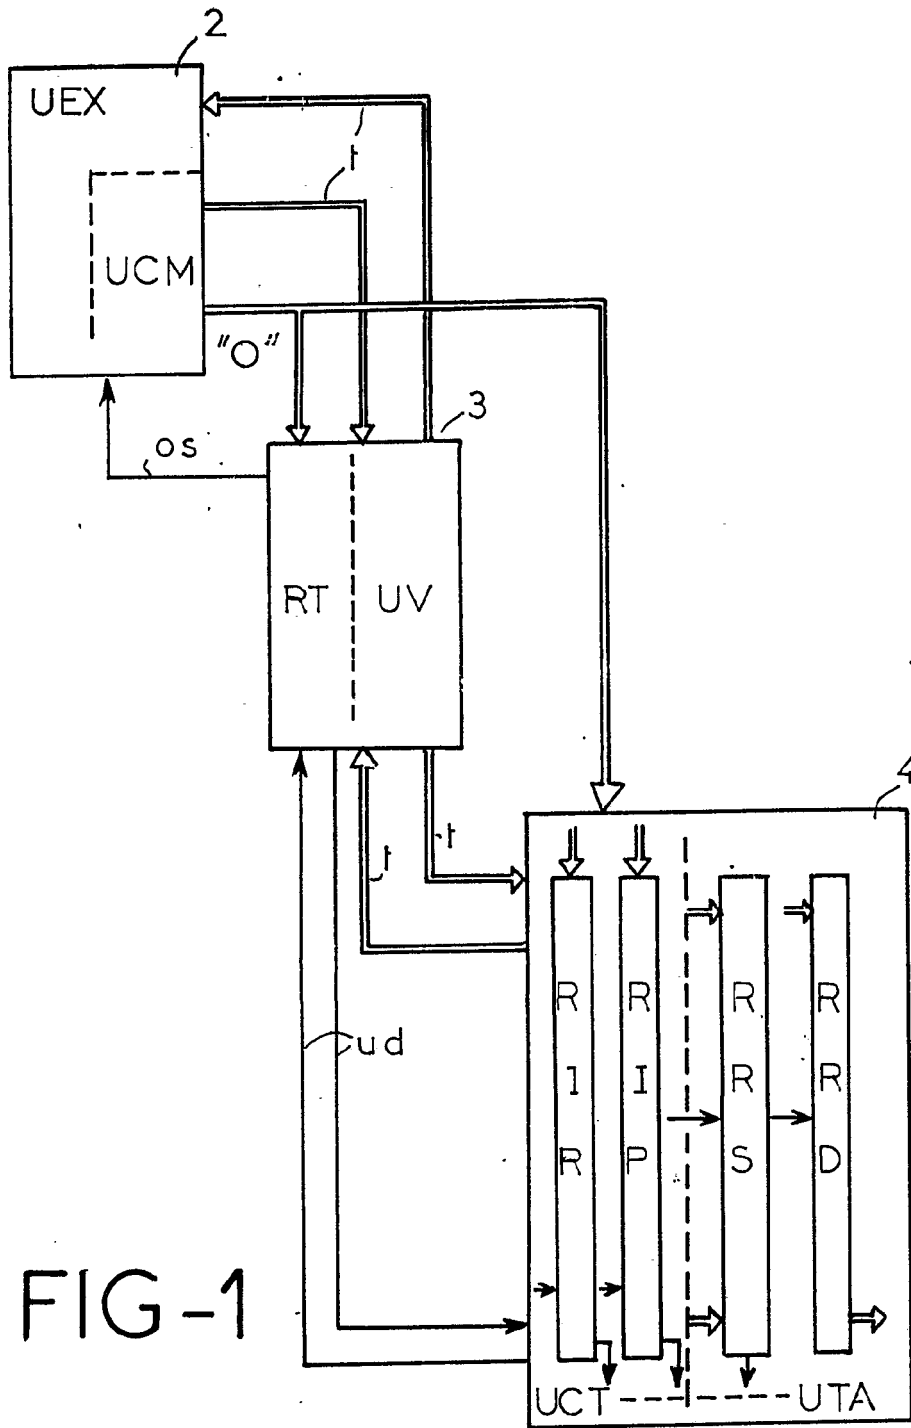 2
UEX
t
UCM
"O"
3
os
RT UV
4
t
t
R I R
R I P
R R S
R R D
ud
FIG-1
UCT
UTA